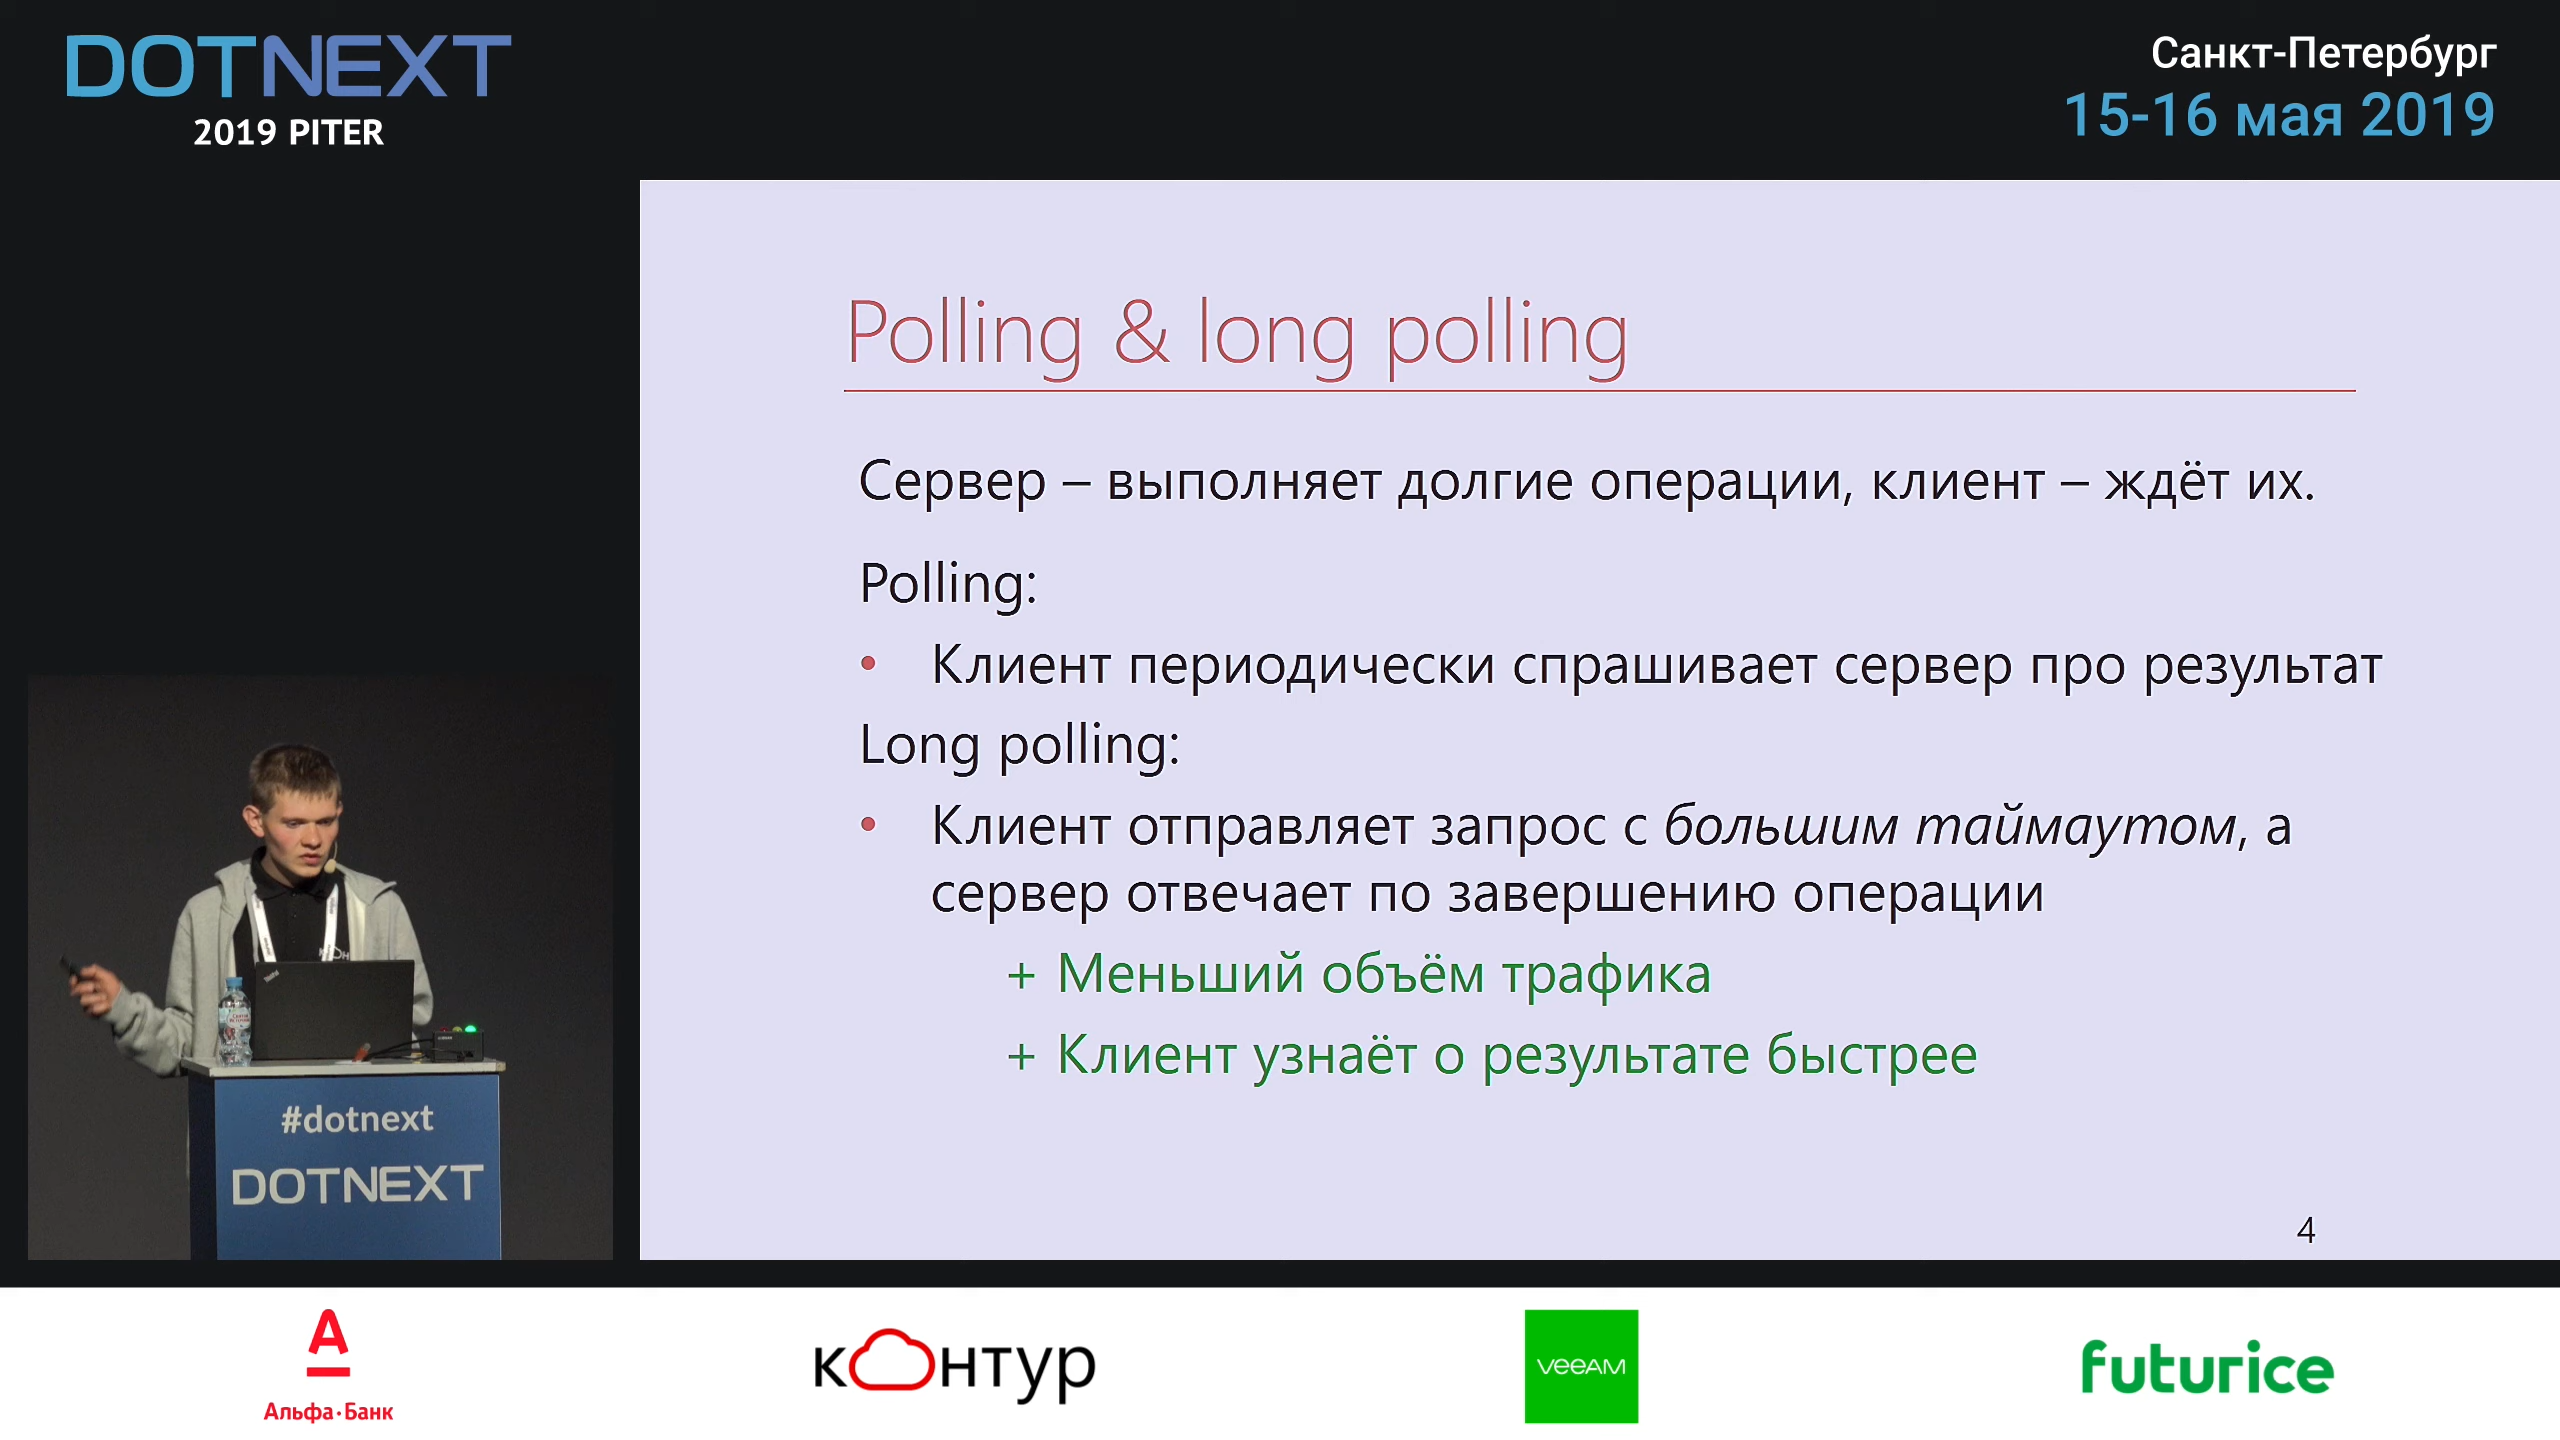 DOTNEXT
2019 PITER
Санкт-Петербург
15-16 мая 2019
Polling & long polling
Сервер – выполняет долгие операции, клиент – ждёт их.
Polling:
• Клиент периодически спрашивает сервер про результат
Long polling:
• Клиент отправляет запрос с большим таймаутом, а
сервер отвечает по завершению операции
+ Меньший объём трафика
+ Клиент узнаёт о результате быстрее
4
#dotnext
DOTNEXT
А
Альфа·Банк
контур
veeam
futurice